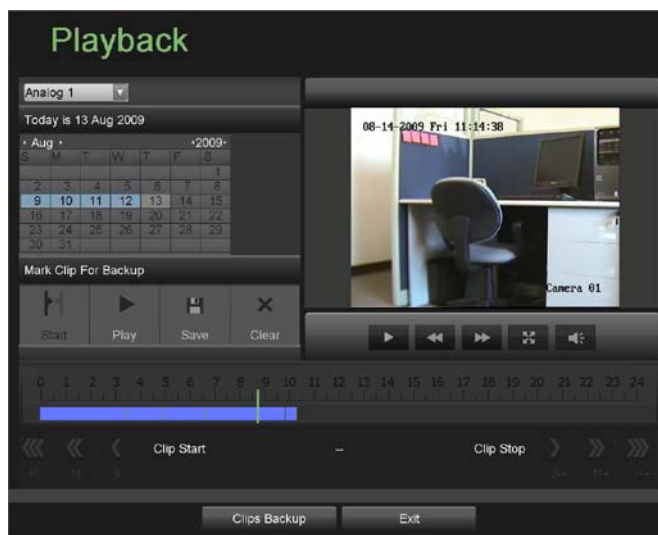 Playback
Analog 1
Today is 13 Aug 2009
Aug 2009
S M T W T F S
1
2 3 4 5 6 7 8
9 10 11 12 13 14 15
16 17 18 19 20 21 22
23 24 25 26 27 28 29
30 31
Mark Clip For Backup
Start Play Save Clear
08-14-2009 Fri 11:14:38
Camera 01
0 1 2 3 4 5 6 7 8 9 10 11 12 13 14 15 16 17 18 19 20 21 22 23 24
Clip Start -- Clip Stop
H- M- S- S+ M+ H+
Clips Backup Exit